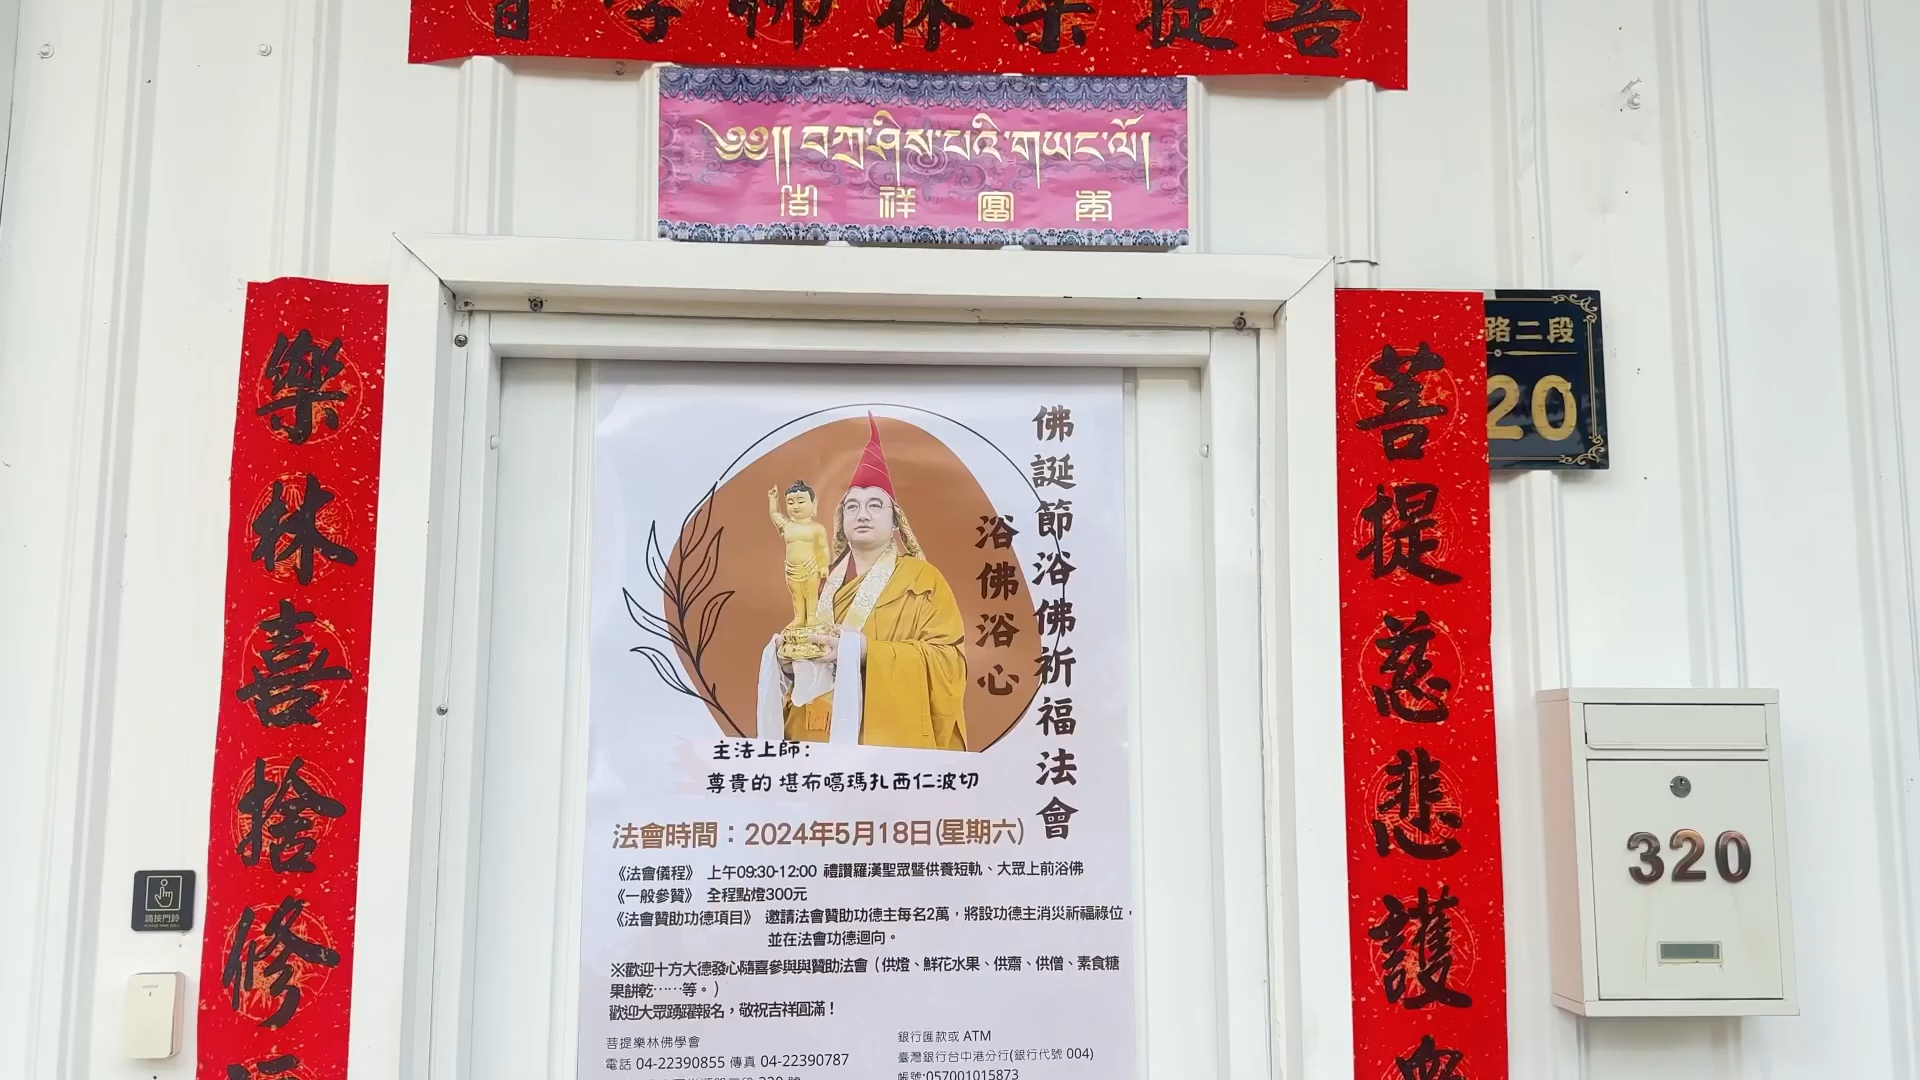 菩提樂林佛學會
༄༅།། བཀྲ་ཤིས་པའི་གཡང་ལོ།
吉祥富甬
菩提慈悲護眾
樂林喜捨修
路二段
20
佛誕節浴佛祈福法會
浴佛浴心
主法上師：
尊貴的 堪布噶瑪扎西仁波切
法會時間：2024年5月18日(星期六)
《法會儀程》 上午09:30-12:00 禮讚羅漢聖眾暨供養短軌、大眾上前浴佛
《一般參贊》 全程點燈300元
《法會贊助功德項目》 邀請法會贊助功德主每名2萬，將設功德主消災祈福祿位，
並在法會功德迴向。
※歡迎十方大德發心隨喜參與與贊助法會（供燈、鮮花水果、供齋、供僧、素食糖
果餅乾……等。）
歡迎大眾踴躍報名，敬祝吉祥圓滿！
菩提樂林佛學會
電話 04-22390855 傳真 04-22390787
銀行匯款或 ATM
臺灣銀行台中港分行(銀行代號 004)
帳號:057001015873
請按門鈴
320